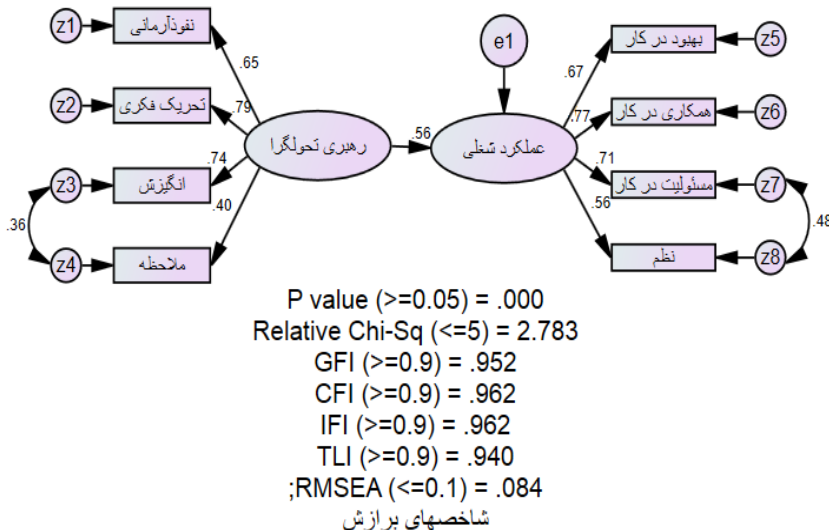 z1
نفوذآرمانی
.65
z2
تحریک فکری
.79
z3
انگیزش
.74
z4
ملاحظه
.40
.36
رهبری تحولگرا
.56
e1
عملکرد شغلی
.67
بهبود در کار
z5
.77
همکاری در کار
z6
.71
مسئولیت در کار
z7
.56
نظم
z8
.48
P value (>=0.05) = .000
Relative Chi-Sq (<=5) = 2.783
GFI (>=0.9) = .952
CFI (>=0.9) = .962
IFI (>=0.9) = .962
TLI (>=0.9) = .940
;RMSEA (<=0.1) = .084
شاخصهای برازش